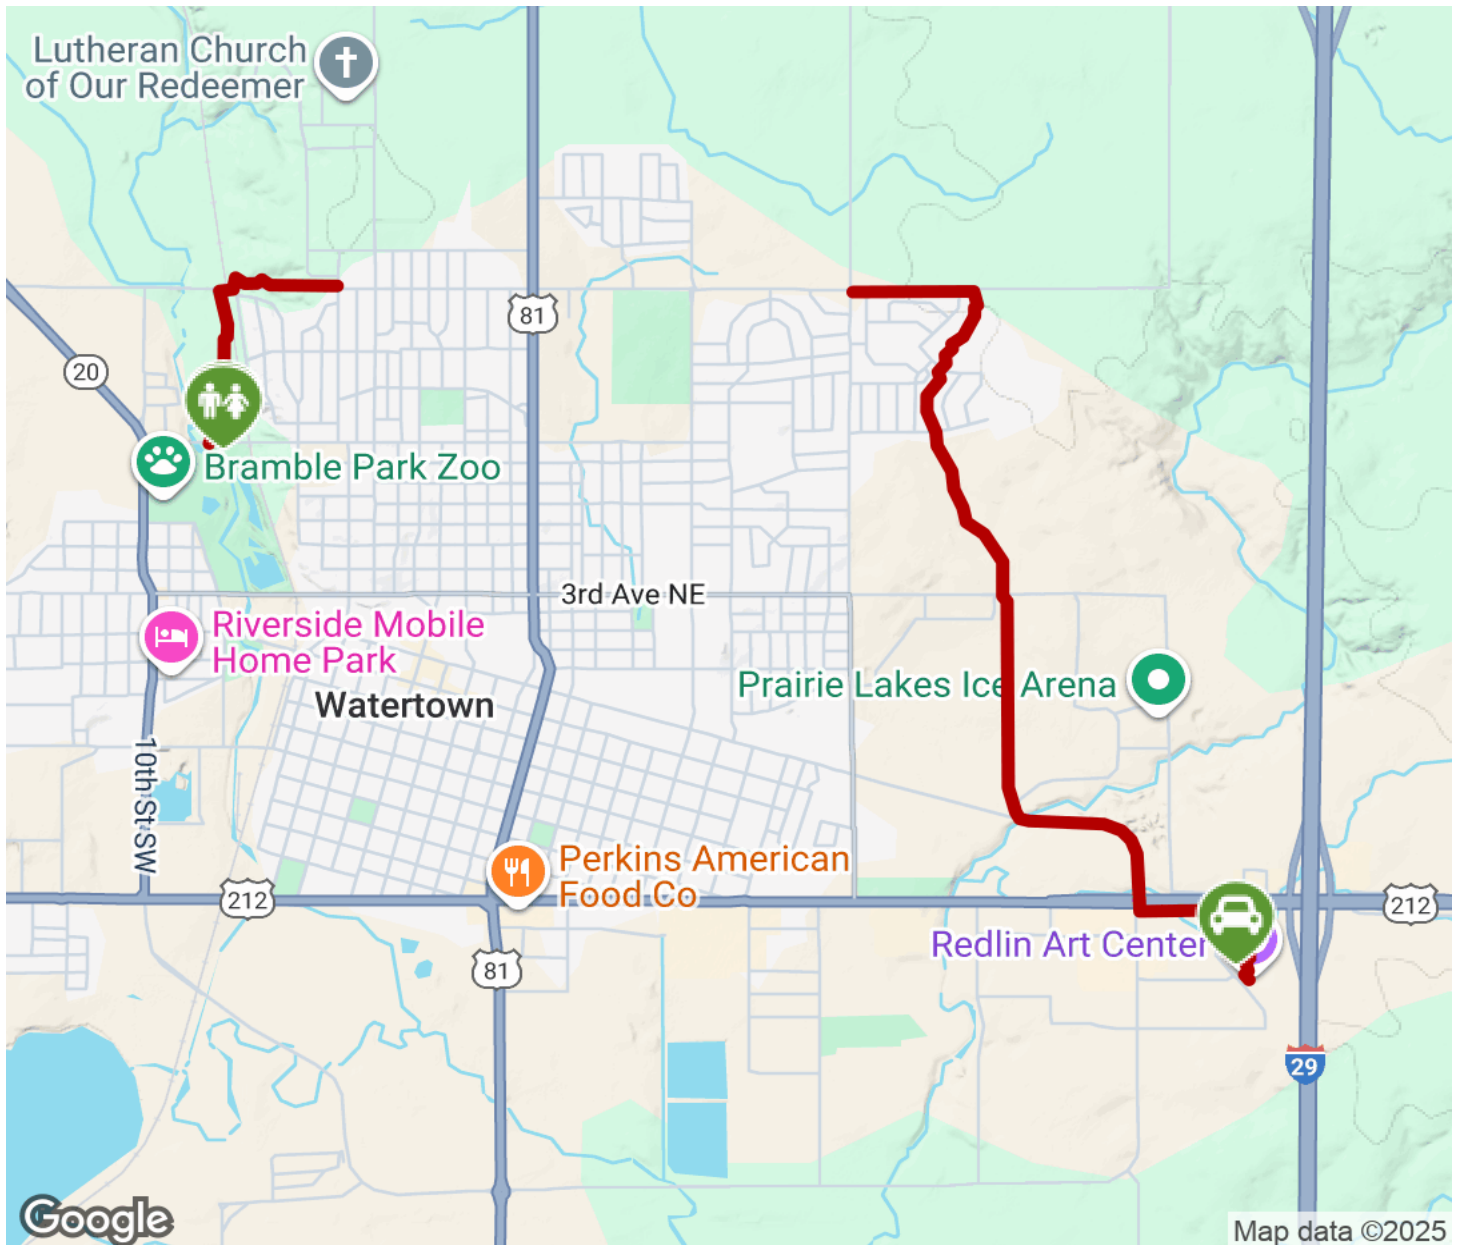 Lutheran Church
of Our Redeemer
81
20
Bramble Park Zoo
3rd Ave NE
Riverside Mobile
Home Park
Watertown
Prairie Lakes Ice Arena
10th St SW
Perkins American
Food Co
212
212
Redlin Art Center
81
29
Google
Map data ©2025